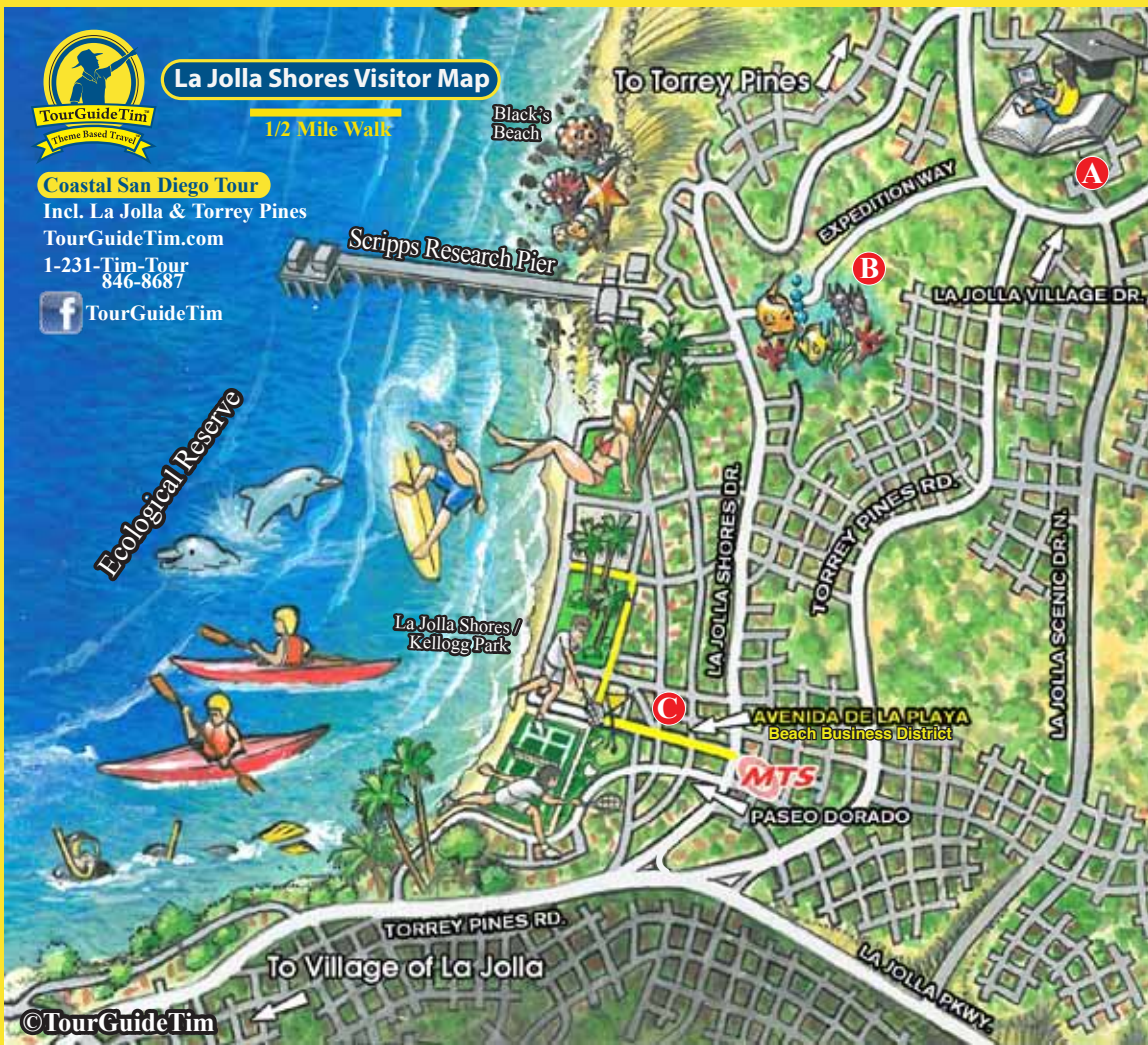 TourGuideTim
Theme Based Travel
La Jolla Shores Visitor Map
1/2 Mile Walk
Coastal San Diego Tour
Incl. La Jolla & Torrey Pines
TourGuideTim.com
1-231-Tim-Tour
846-8687
f TourGuideTim
Black's
Beach
To Torrey Pines
A
EXPEDITION WAY
Scripps Research Pier
B
LA JOLLA VILLAGE DR.
Ecological Reserve
LA JOLLA SHORES DR.
TORREY PINES RD.
LA JOLLA SCENIC DR. N.
La Jolla Shores /
Kellogg Park
C
AVENIDA DE LA PLAYA
Beach Business District
MTS
PASEO DORADO
TORREY PINES RD.
To Village of La Jolla
LA JOLLA PKWY.
©TourGuideTim